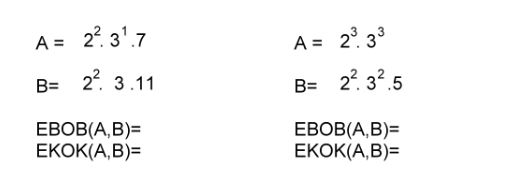 A = 2². 3¹ .7
B= 2². 3 .11
EBOB(A,B)=
EKOK(A,B)=
A = 2³. 3³
B= 2². 3² .5
EBOB(A,B)=
EKOK(A,B)=